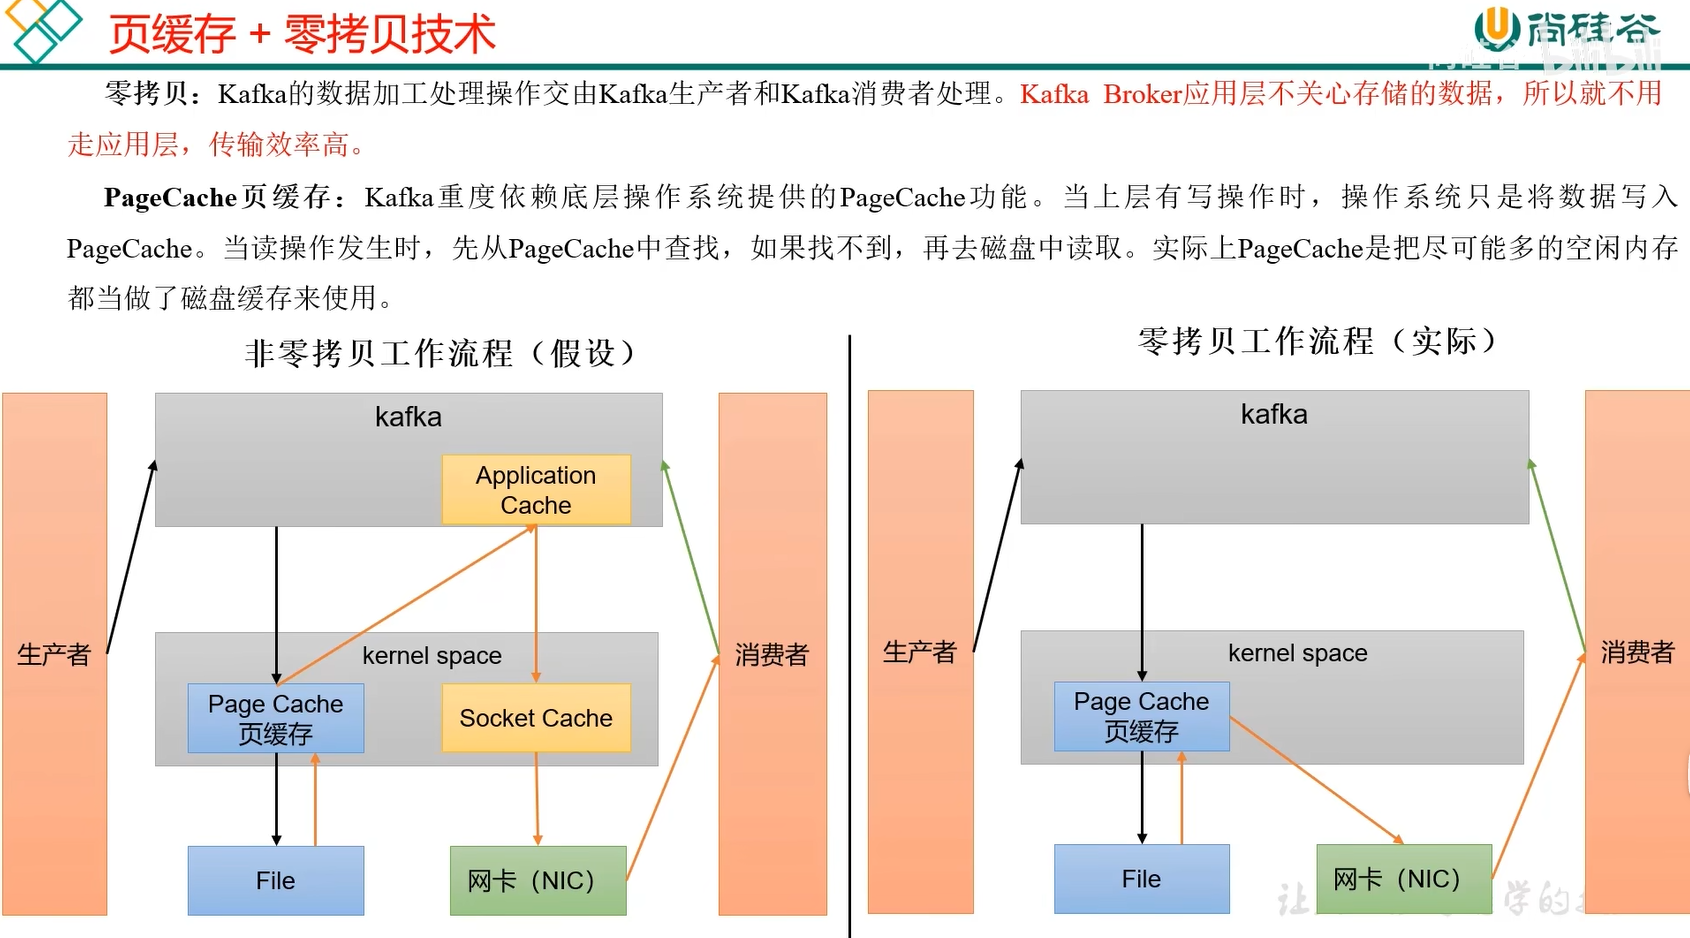 页缓存 + 零拷贝技术
尚硅谷
bilibili
零拷贝：Kafka的数据加工处理操作交由Kafka生产者和Kafka消费者处理。Kafka Broker应用层不关心存储的数据，所以就不用
走应用层，传输效率高。
PageCache页缓存：Kafka重度依赖底层操作系统提供的PageCache功能。当上层有写操作时，操作系统只是将数据写入
PageCache。当读操作发生时，先从PageCache中查找，如果找不到，再去磁盘中读取。实际上PageCache是把尽可能多的空闲内存
都当做了磁盘缓存来使用。
非零拷贝工作流程（假设）
生产者
kafka
Application
Cache
kernel space
Page Cache
页缓存
Socket Cache
File
网卡（NIC）
消费者
零拷贝工作流程（实际）
生产者
kafka
kernel space
Page Cache
页缓存
File
网卡（NIC）
消费者